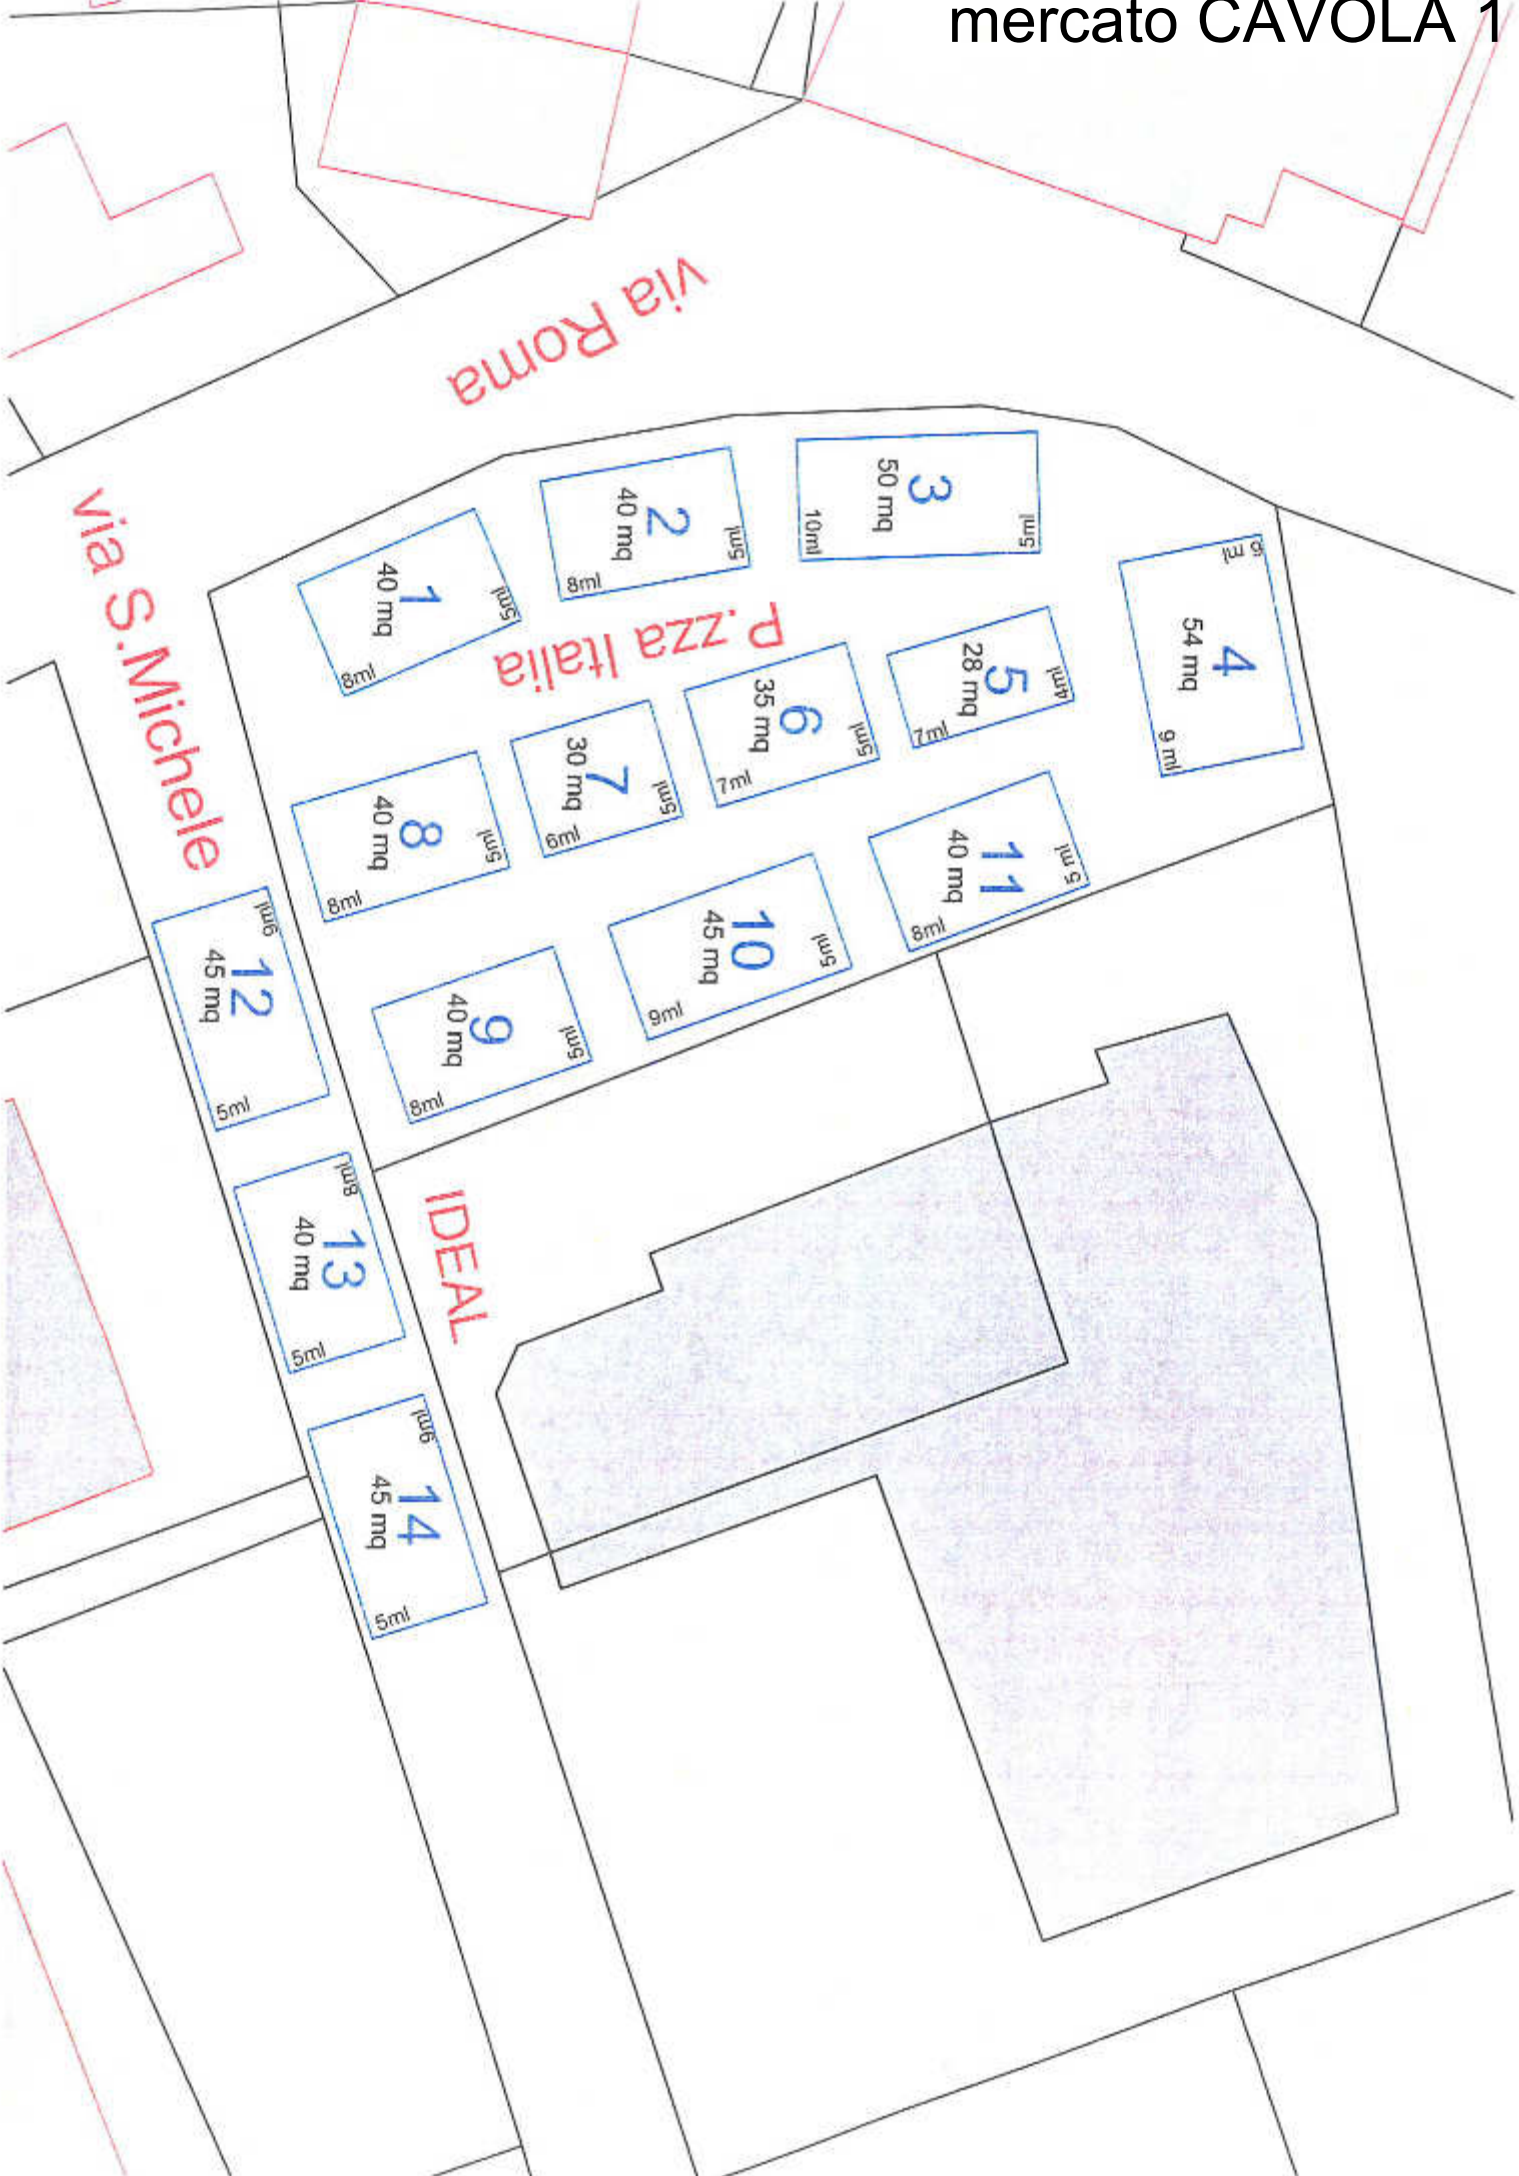 mercato CAVOLA 1
via Roma
via S.Michele
P.zza Italia
IDEAL
1
40 mq
5ml
8ml
2
40 mq
5ml
8ml
3
50 mq
5ml
10ml
4
54 mq
6 ml
9 ml
5
28 mq
4ml
7ml
6
35 mq
5ml
7ml
7
30 mq
5ml
6ml
8
40 mq
5ml
8ml
9
40 mq
5ml
8ml
10
45 mq
5ml
9ml
11
40 mq
5 ml
8ml
12
45 mq
9ml
5ml
13
40 mq
8ml
5ml
14
45 mq
9ml
5ml